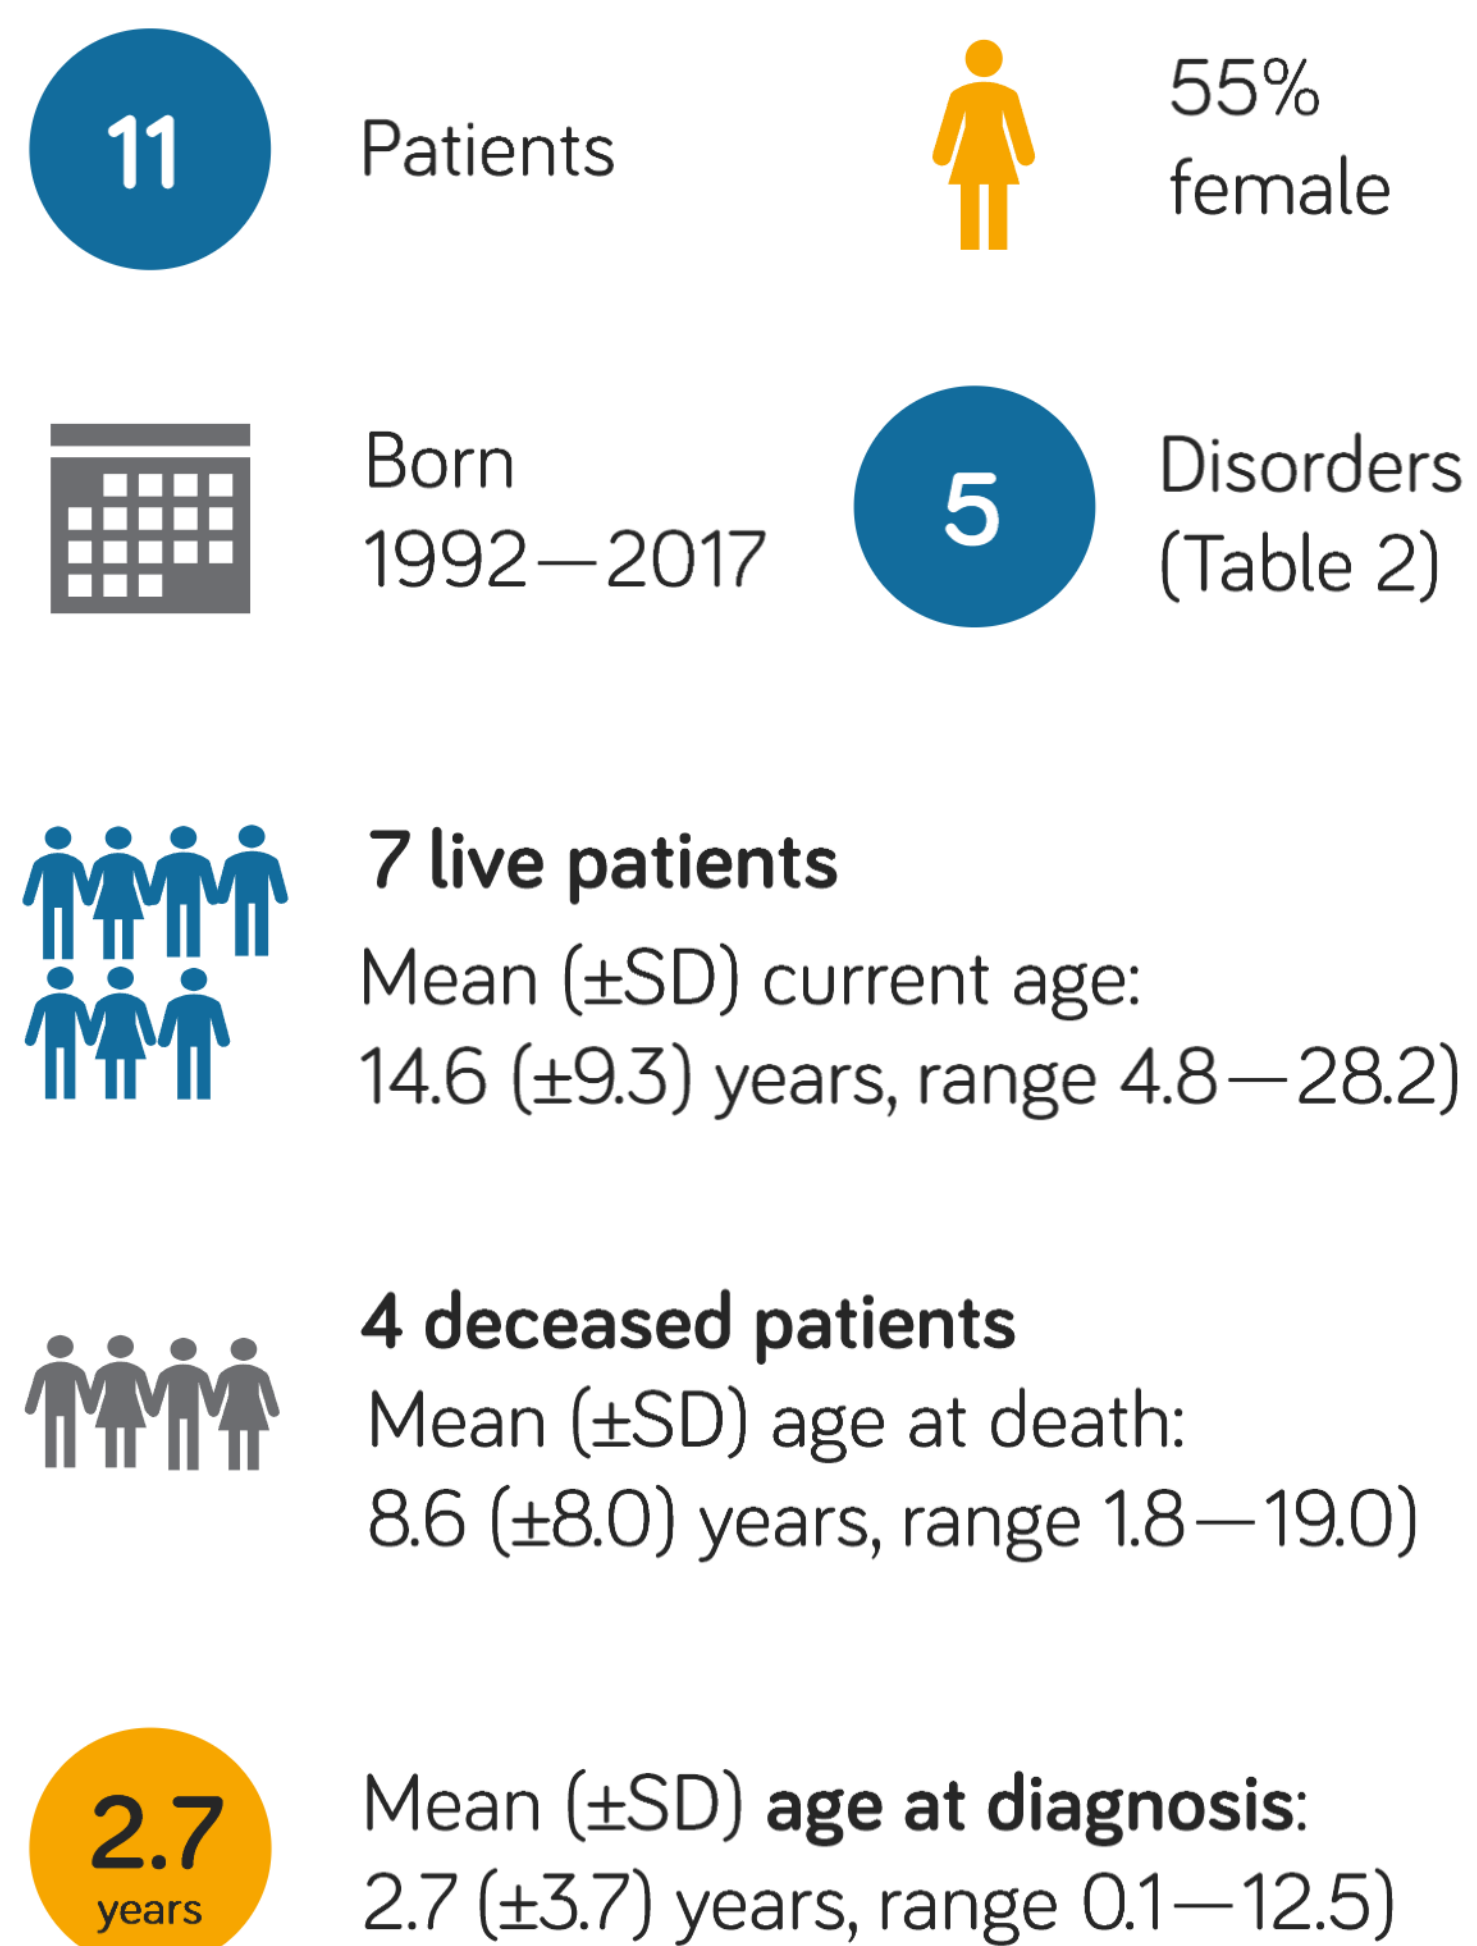 11
Patients
55%
female
Born
1992—2017
5
Disorders
(Table 2)
7 live patients
Mean (±SD) current age:
14.6 (±9.3) years, range 4.8—28.2)
4 deceased patients
Mean (±SD) age at death:
8.6 (±8.0) years, range 1.8—19.0)
2.7
years
Mean (±SD) age at diagnosis:
2.7 (±3.7) years, range 0.1—12.5)